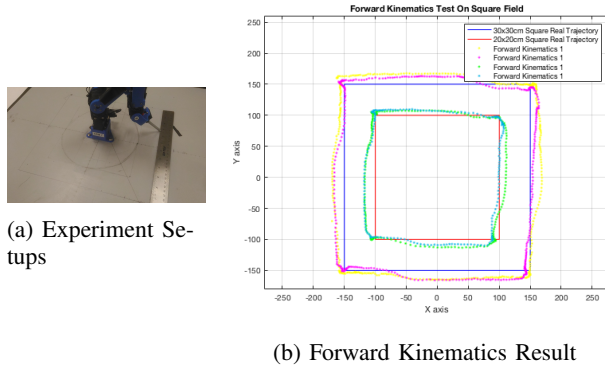 Forward Kinematics Test On Square Field
30x30cm Square Real Trajectory
20x20cm Square Real Trajectory
Forward Kinematics 1
Forward Kinematics 1
Forward Kinematics 1
Forward Kinematics 1
250
200
150
100
50
0
-50
-100
-150
Y axis
-250
-200
-150
-100
-50
0
50
100
150
200
250
X axis
(a) Experiment Se-
tups
(b) Forward Kinematics Result